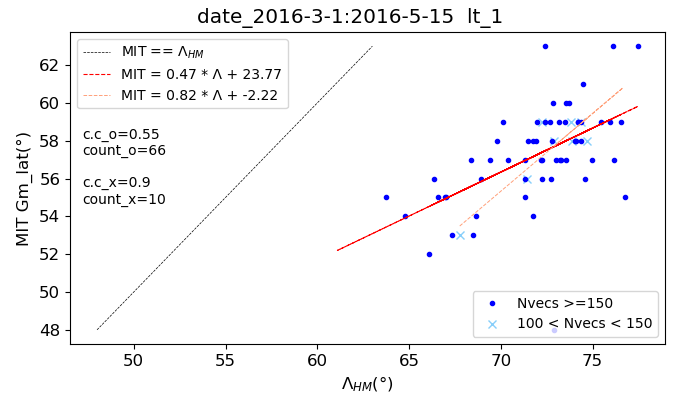 date_2016-3-1:2016-5-15  lt_1
MIT == Λ_HM
MIT = 0.47 * Λ + 23.77
MIT = 0.82 * Λ + -2.22
c.c_o=0.55
count_o=66
c.c_x=0.9
count_x=10
MIT Gm_lat(°)
62
60
58
56
54
52
50
48
Nvecs >=150
100 < Nvecs < 150
50
55
60
65
70
75
Λ_HM(°)